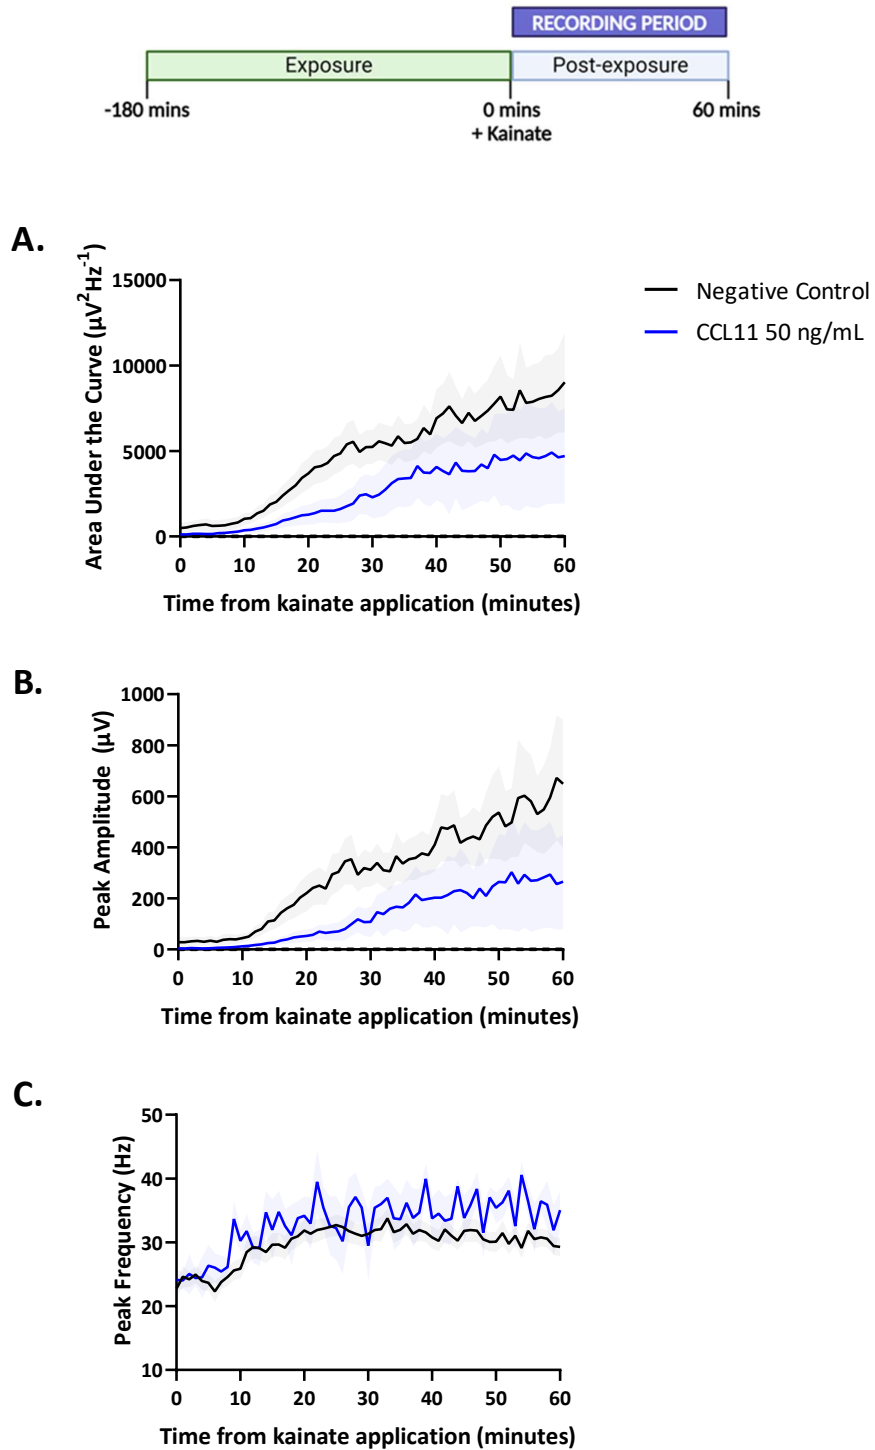 RECORDING PERIOD
Exposure
Post-exposure
-180 mins
0 mins
60 mins
+ Kainate
A.
Area Under the Curve (µV²Hz⁻¹)
15000
10000
5000
0
0 10 20 30 40 50 60
Time from kainate application (minutes)
Negative Control
CCL11 50 ng/mL
B.
Peak Amplitude (µV)
1000
800
600
400
200
0
0 10 20 30 40 50 60
Time from kainate application (minutes)
C.
Peak Frequency (Hz)
50
40
30
20
10
0 10 20 30 40 50 60
Time from kainate application (minutes)